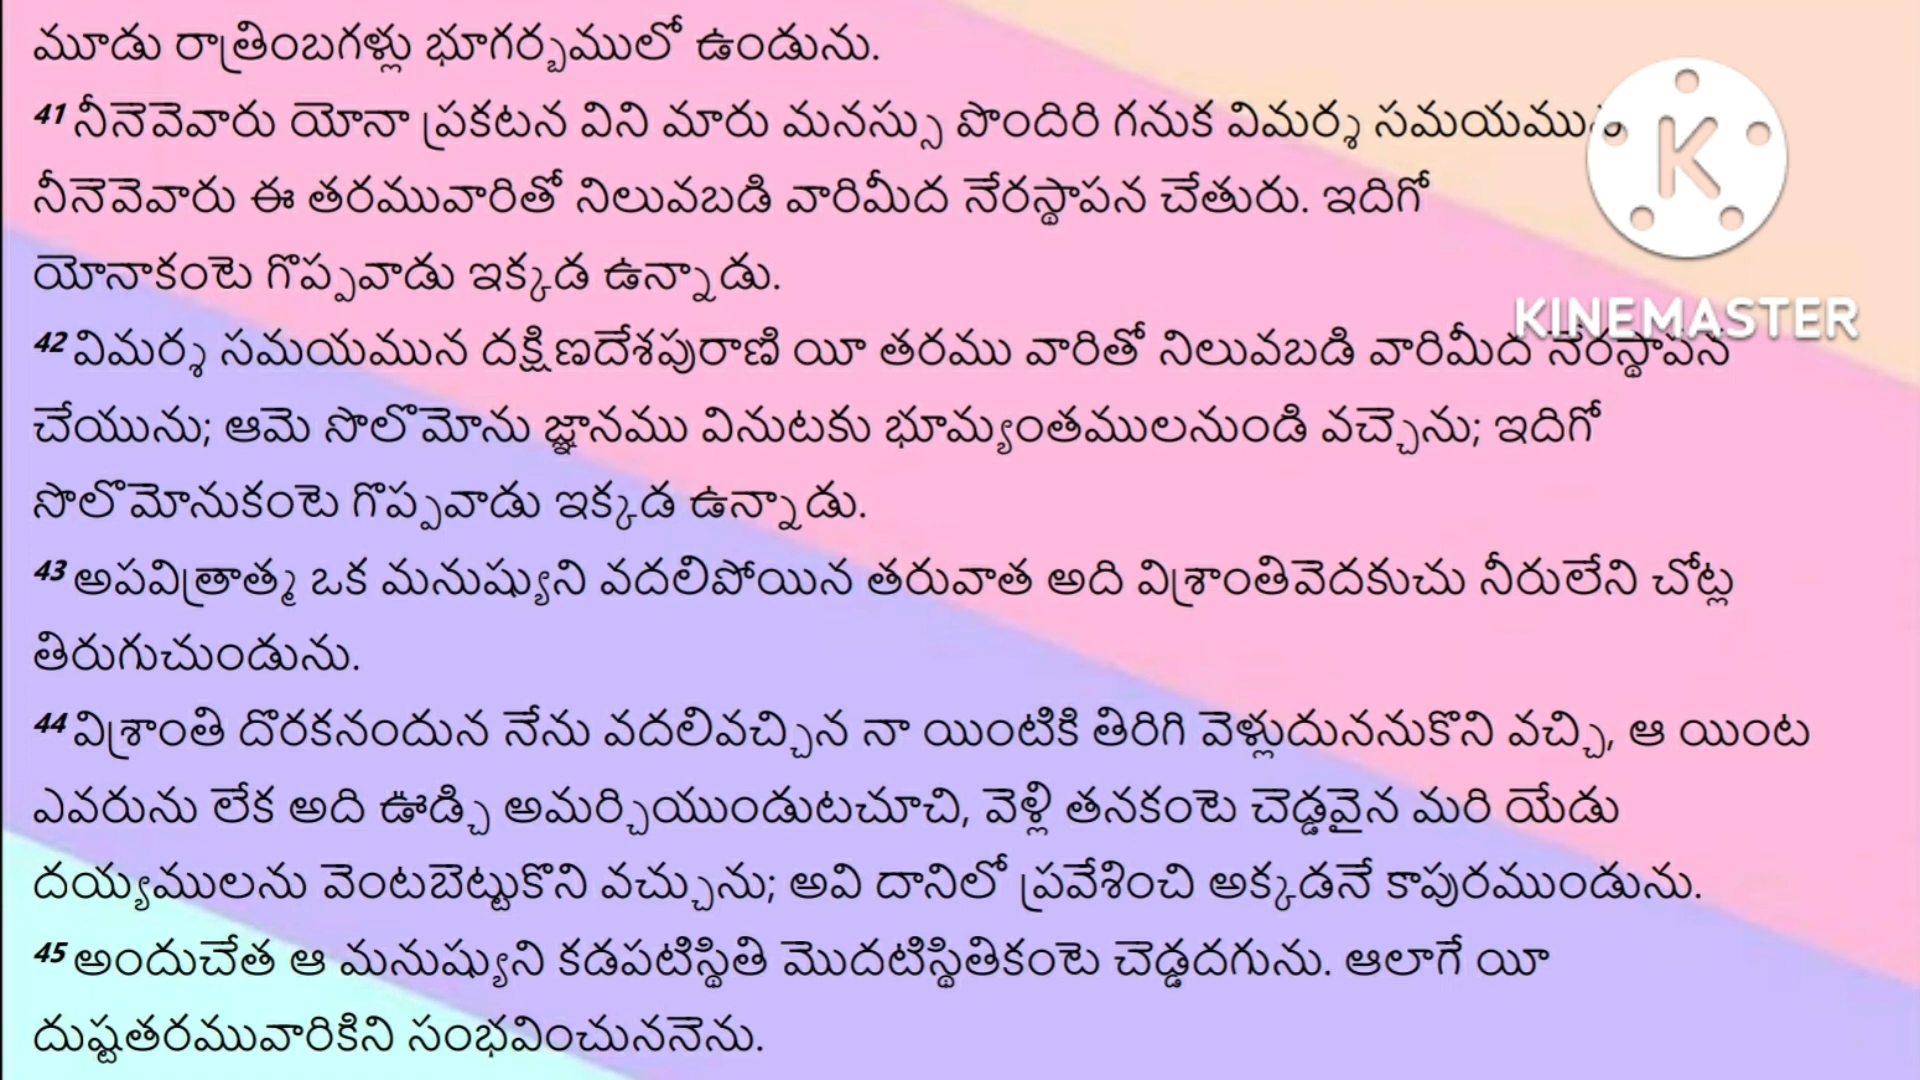 మూడు రాత్రింబగళ్లు భూగర్భములో ఉండును.
41 నీనెవెవారు యోనా ప్రకటన విని మారు మనస్సు పొందిరి గనుక విమర్శ సమయమున
నీనెవెవారు ఈ తరమువారితో నిలువబడి వారిమీద నేరస్థాపన చేతురు. ఇదిగో
యోనాకంటె గొప్పవాడు ఇక్కడ ఉన్నాడు.
KINEMASTER
42 విమర్శ సమయమున దక్షిణదేశపురాణి యీ తరము వారితో నిలువబడి వారిమీద నేరస్థాపన
చేయును; ఆమె సొలొమోను జ్ఞానము వినుటకు భూమ్యంతములనుండి వచ్చెను; ఇదిగో
సొలొమోనుకంటె గొప్పవాడు ఇక్కడ ఉన్నాడు.
43 అపవిత్రాత్మ ఒక మనుష్యుని వదలిపోయిన తరువాత అది విశ్రాంతివెదకుచు నీరులేని చోట్ల
తిరుగుచుండును.
44 విశ్రాంతి దొరకనందున నేను వదలివచ్చిన నా యింటికి తిరిగి వెళ్లుదుననుకొని వచ్చి, ఆ యింట
ఎవరును లేక అది ఊడ్చి అమర్చియుండుటచూచి, వెళ్లి తనకంటె చెడ్డవైన మరి యేడు
దయ్యములను వెంటబెట్టుకొని వచ్చును; అవి దానిలో ప్రవేశించి అక్కడనే కాపురముండును.
45 అందుచేత ఆ మనుష్యుని కడపటిస్థితి మొదటిస్థితికంటె చెడ్డదగును. ఆలాగే యీ
దుష్టతరమువారికిని సంభవించుననెను.